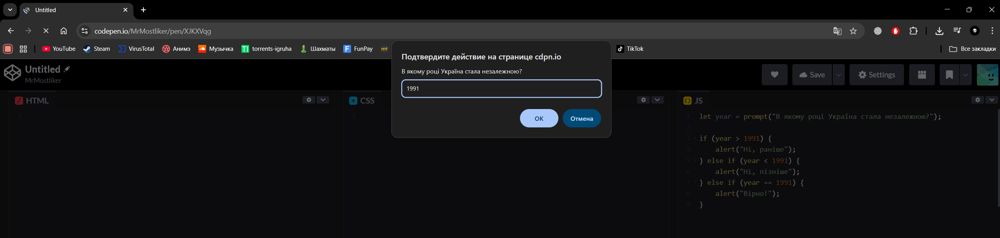 Untitled
codepen.io/MrMostliker/pen/XJKXVqg
YouTube Steam VirusTotal Анимэ Музычка torrents-igruha Шахматы FunPay mt TikTok Все закладки
Подтвердите действие на странице cdpn.io
В якому році Україна стала незалежною?
1991
ОК Отмена
Untitled
MrMostliker
Save Settings
HTML
1
CSS
1
JS
1 let year = prompt("В якому році Україна стала незалежною?");
2
3 if (year > 1991) {
4 alert("Ні, раніше");
5 } else if (year < 1991) {
6 alert("Ні, пізніше");
7 } else if (year == 1991) {
8 alert("Вірно!");
9 }